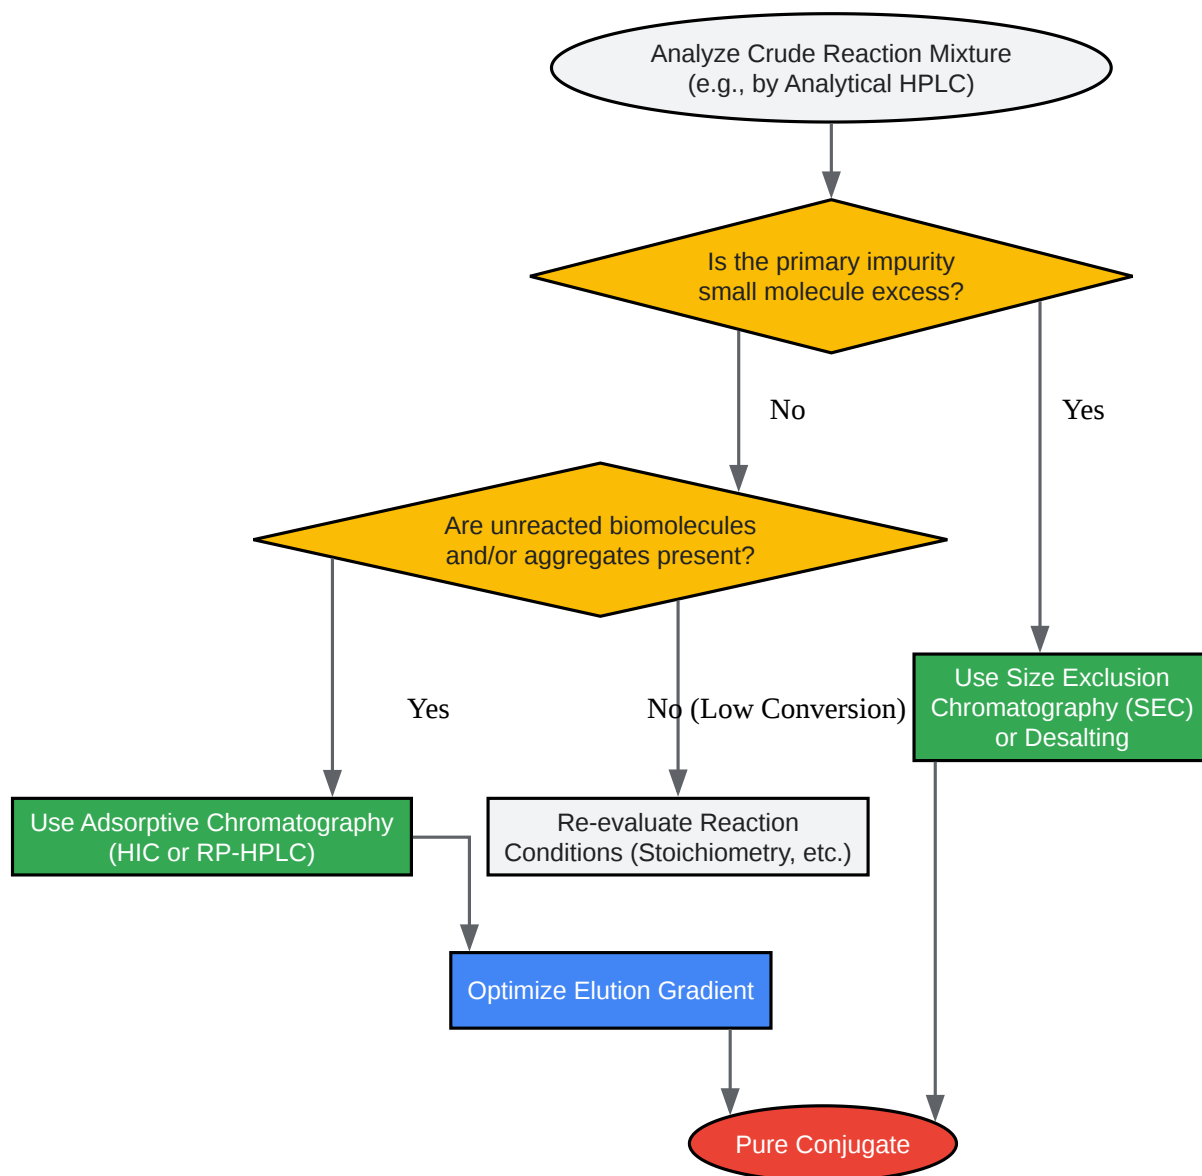 Analyze Crude Reaction Mixture
(e.g., by Analytical HPLC)
Is the primary impurity
small molecule excess?
No
Yes
Are unreacted biomolecules
and/or aggregates present?
Yes
No (Low Conversion)
Use Size Exclusion
Chromatography (SEC)
or Desalting
Use Adsorptive Chromatography
(HIC or RP-HPLC)
Re-evaluate Reaction
Conditions (Stoichiometry, etc.)
Optimize Elution Gradient
Pure Conjugate